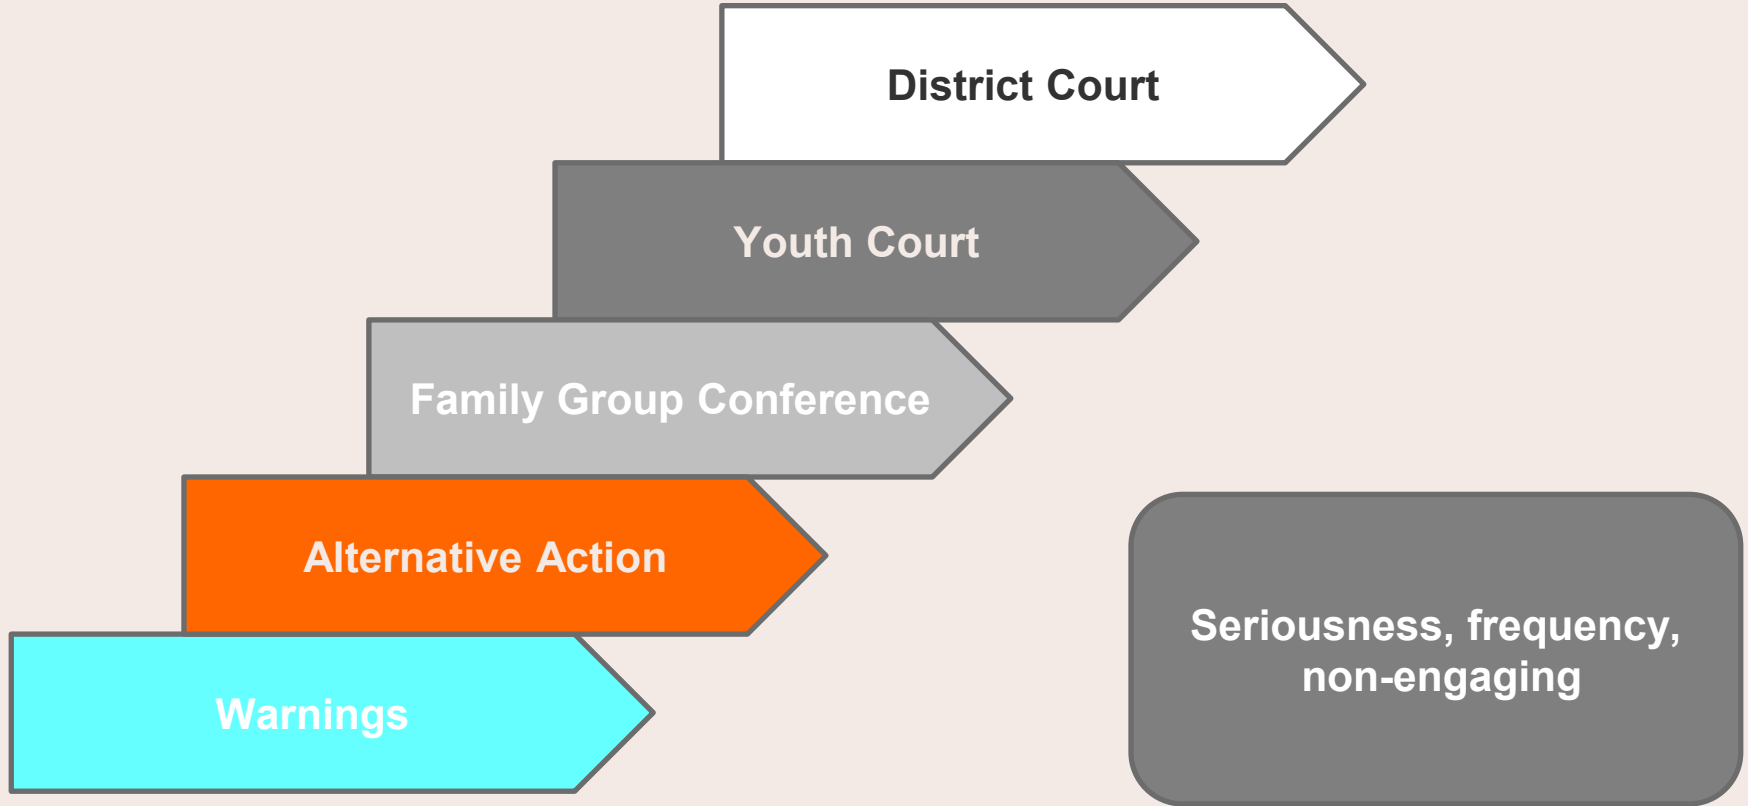 District Court
Youth Court
Family Group Conference
Alternative Action
Warnings
Seriousness, frequency,
non-engaging